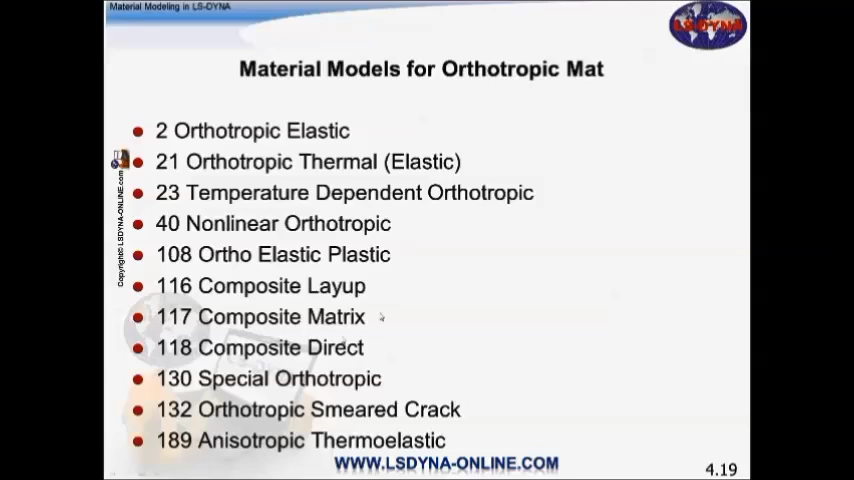 Material Modeling in LS-DYNA
LS-DYNA
Material Models for Orthotropic Mat
2 Orthotropic Elastic
21 Orthotropic Thermal (Elastic)
23 Temperature Dependent Orthotropic
40 Nonlinear Orthotropic
108 Ortho Elastic Plastic
116 Composite Layup
117 Composite Matrix
118 Composite Direct
130 Special Orthotropic
132 Orthotropic Smeared Crack
189 Anisotropic Thermoelastic
Copyright© LSDYNA-ONLINE.com
WWW.LSDYNA-ONLINE.COM
4.19